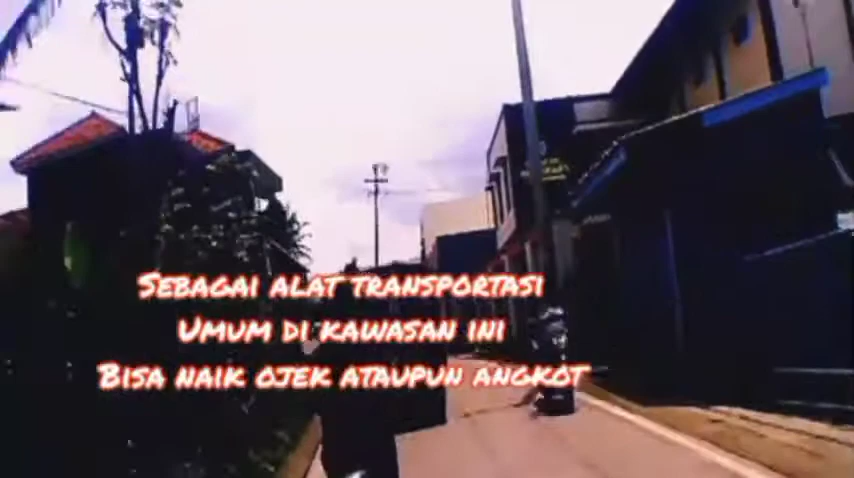 Sebagai alat transportasi
Umum di kawasan ini
Bisa naik ojek ataupun angkot